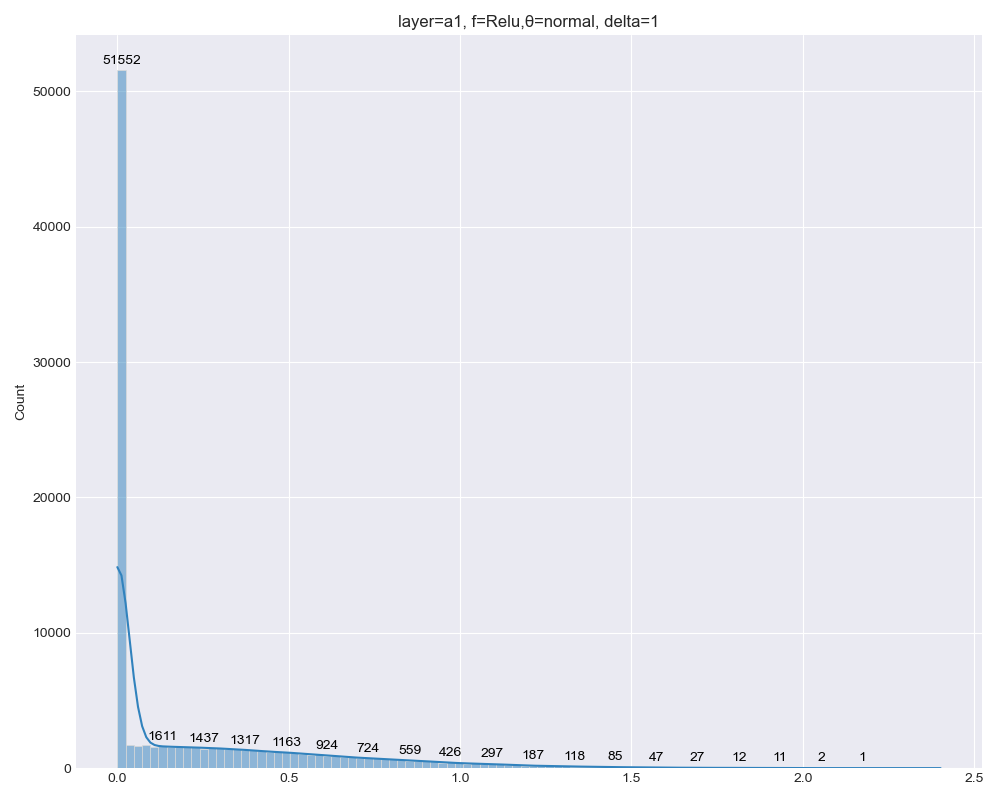 layer=a1, f=Relu,θ=normal, delta=1
51552
50000
40000
30000
20000
10000
0
Count
1611 1437 1317 1163 924 724 559 426 297 187 118 85 47 27 12 11 2 1
0.0 0.5 1.0 1.5 2.0 2.5